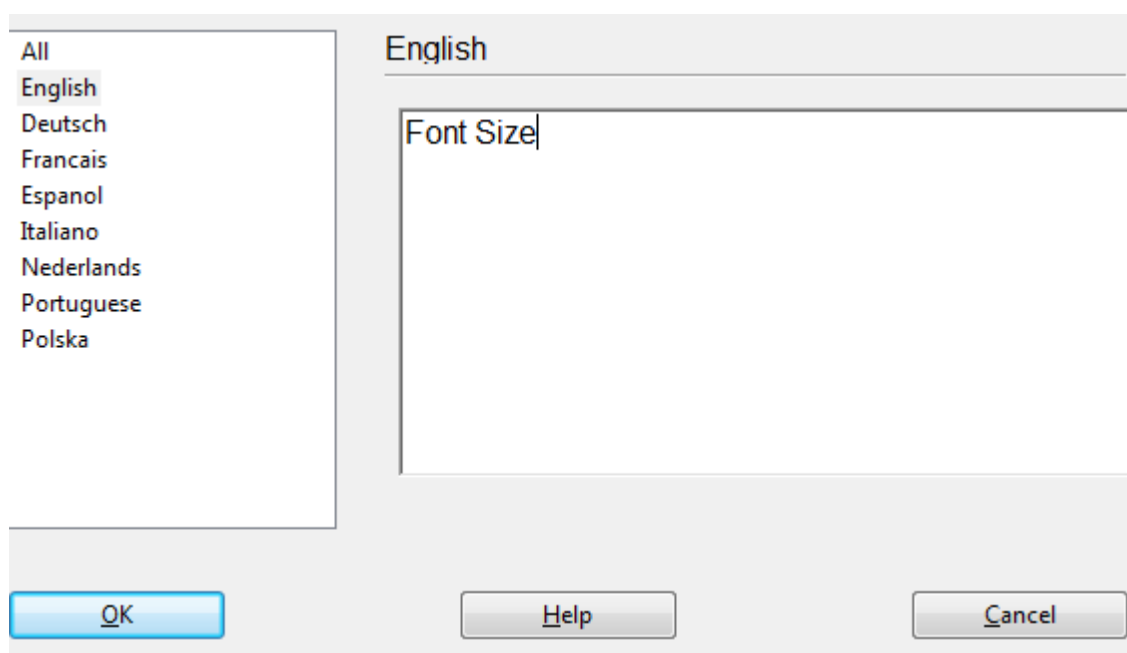 All
English
Deutsch
Francais
Espanol
Italiano
Nederlands
Portuguese
Polska
English
Font Size
OK
Help
Cancel